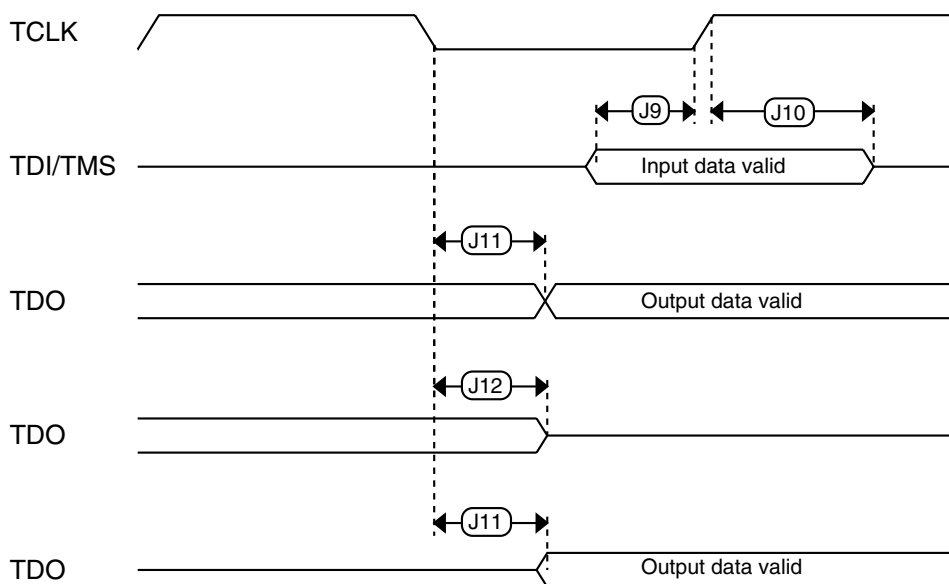 TCLK
J9
J10
TDI/TMS
Input data valid
J11
TDO
Output data valid
J12
TDO
J11
TDO
Output data valid